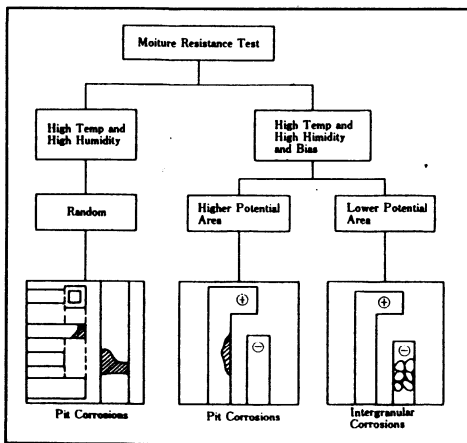 Moiture Resistance Test
High Temp and
High Humidity
High Temp and
High Himidity
and Bias
Random
Higher Potential
Area
Lower Potential
Area
+
−
+
−
Pit Corrosions
Pit Corrosions
Intergranular
Corrosions